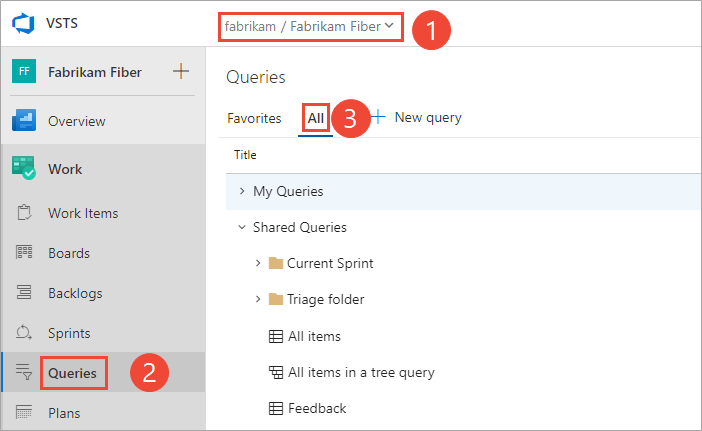 VSTS
fabrikam / Fabrikam Fiber
1
FF
Fabrikam Fiber
Overview
Work
Work Items
Boards
Backlogs
Sprints
Queries
2
Plans
Queries
Favorites
All
3
New query
Title
My Queries
Shared Queries
Current Sprint
Triage folder
All items
All items in a tree query
Feedback